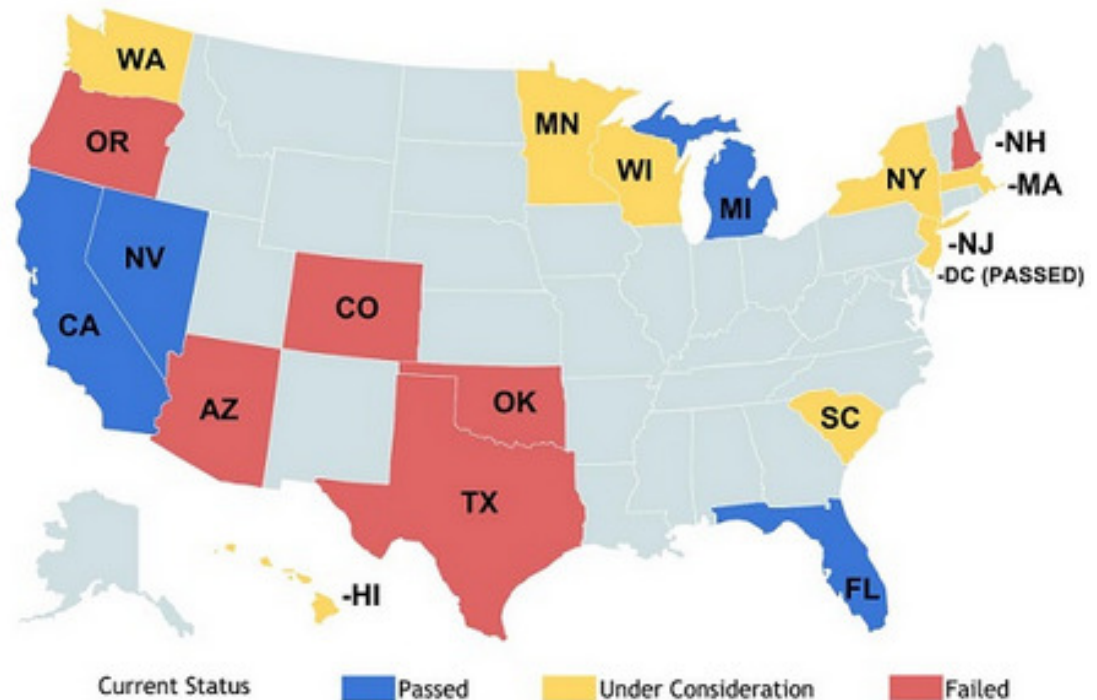 WA
OR
MN
WI
MI
NY
-NH
-MA
-NJ
-DC (PASSED)
NV
CA
CO
AZ
OK
TX
SC
FL
-HI
Current Status
Passed
Under Consideration
Failed